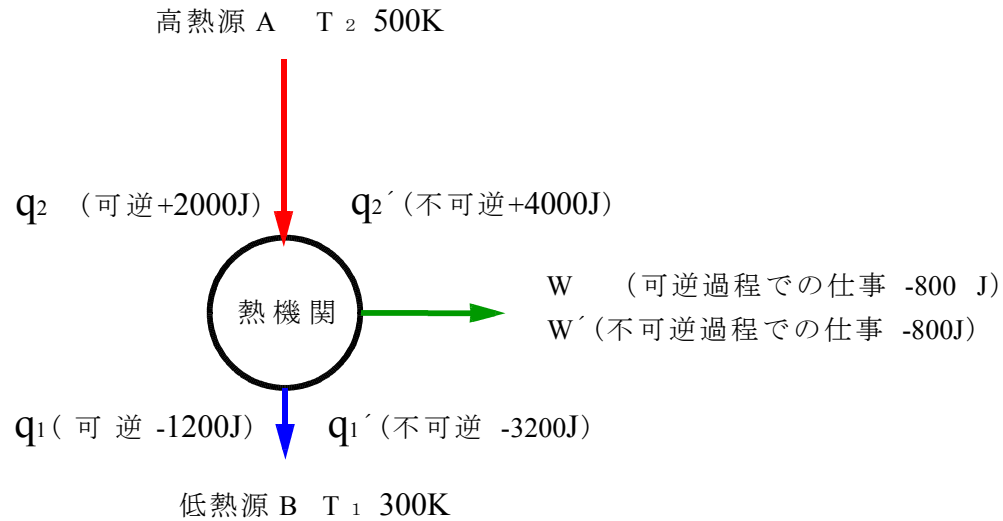 高熱源 A T ₂ 500K
q₂ (可逆+2000J) q₂´(不可逆+4000J)
熱機関
W (可逆過程での仕事 -800 J)
W´(不可逆過程での仕事 -800J)
q₁( 可 逆 -1200J) q₁´(不可逆 -3200J)
低熱源 B T ₁ 300K